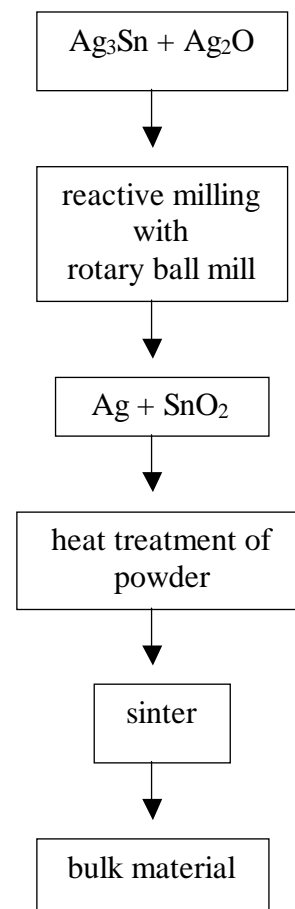 Ag₃Sn + Ag₂O
reactive milling
with
rotary ball mill
Ag + SnO₂
heat treatment of
powder
sinter
bulk material